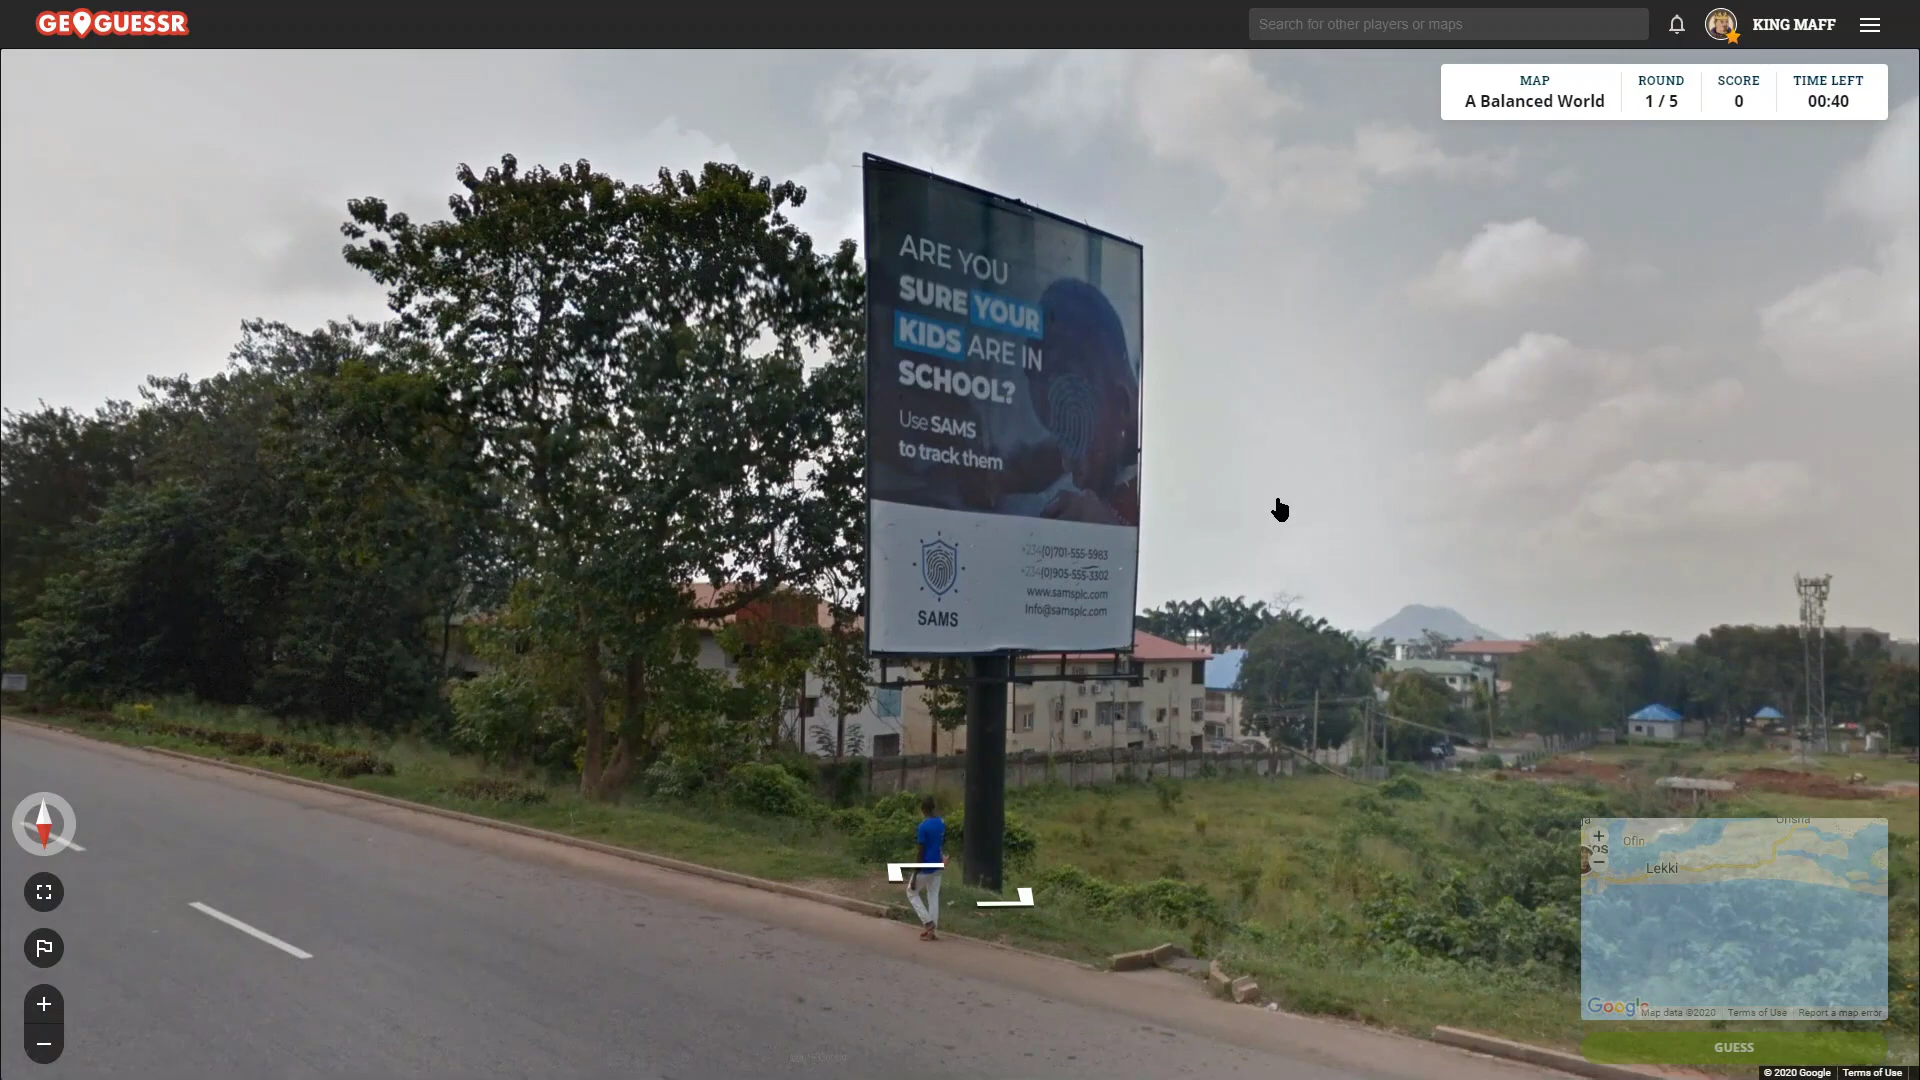 GEOGUESSR
Search for other players or maps
KING MAFF
MAP
A Balanced World
ROUND
1 / 5
SCORE
0
TIME LEFT
00:40
ARE YOU
SURE YOUR
KIDS ARE IN
SCHOOL?
Use SAMS
to track them
SAMS
+234(0)701-555-5983
+234(0)905-555-3302
www.samsplc.com
Info@samsplc.com
Ofin
Orisha
Lekki
Google
Map data ©2020
Terms of Use
Report a map error
GUESS
© 2020 Google
Terms of Use